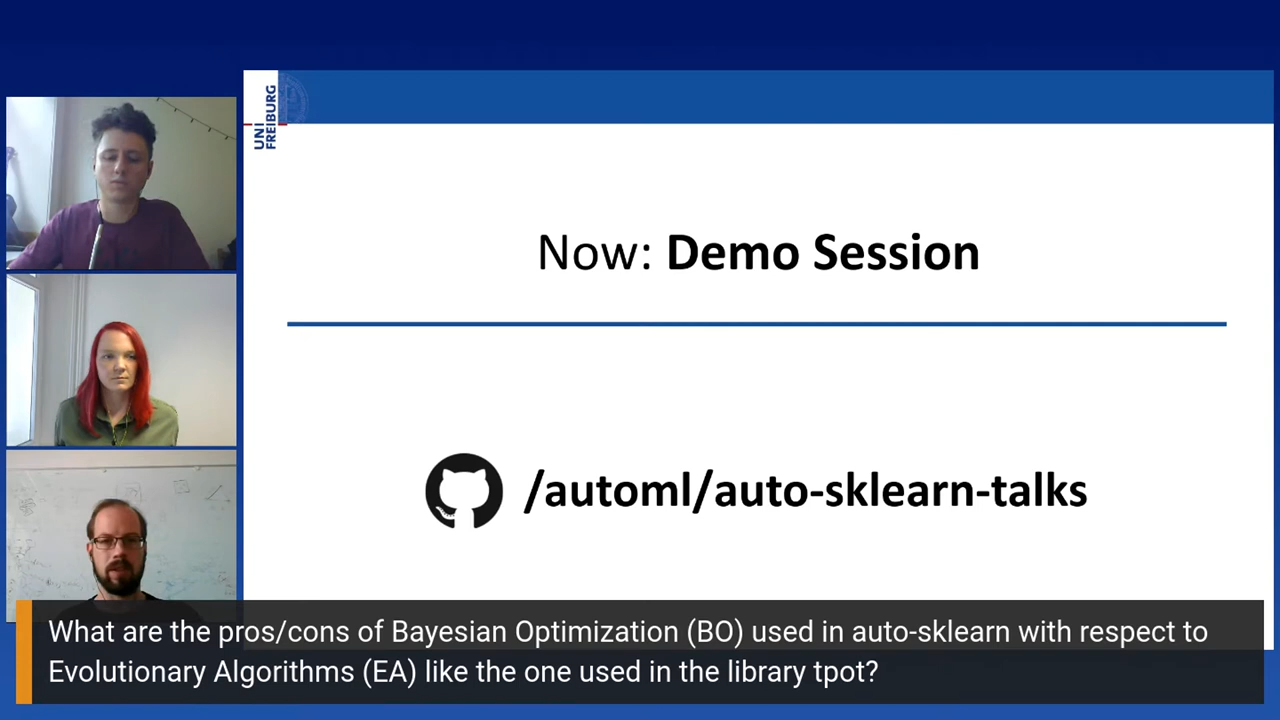 UNI
FREIBURG
Now: Demo Session
/automl/auto-sklearn-talks
What are the pros/cons of Bayesian Optimization (BO) used in auto-sklearn with respect to
Evolutionary Algorithms (EA) like the one used in the library tpot?